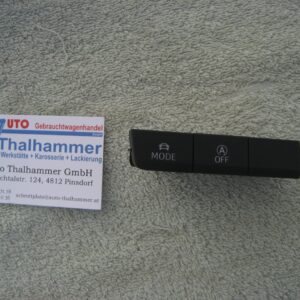 UTO
Gebrauchtwagenhandel
Thalhammer
Werkstätte • Karosserie • Lackierung
o Thalhammer GmbH
124, 4812 Pinsdorf
MODE
A
OFF